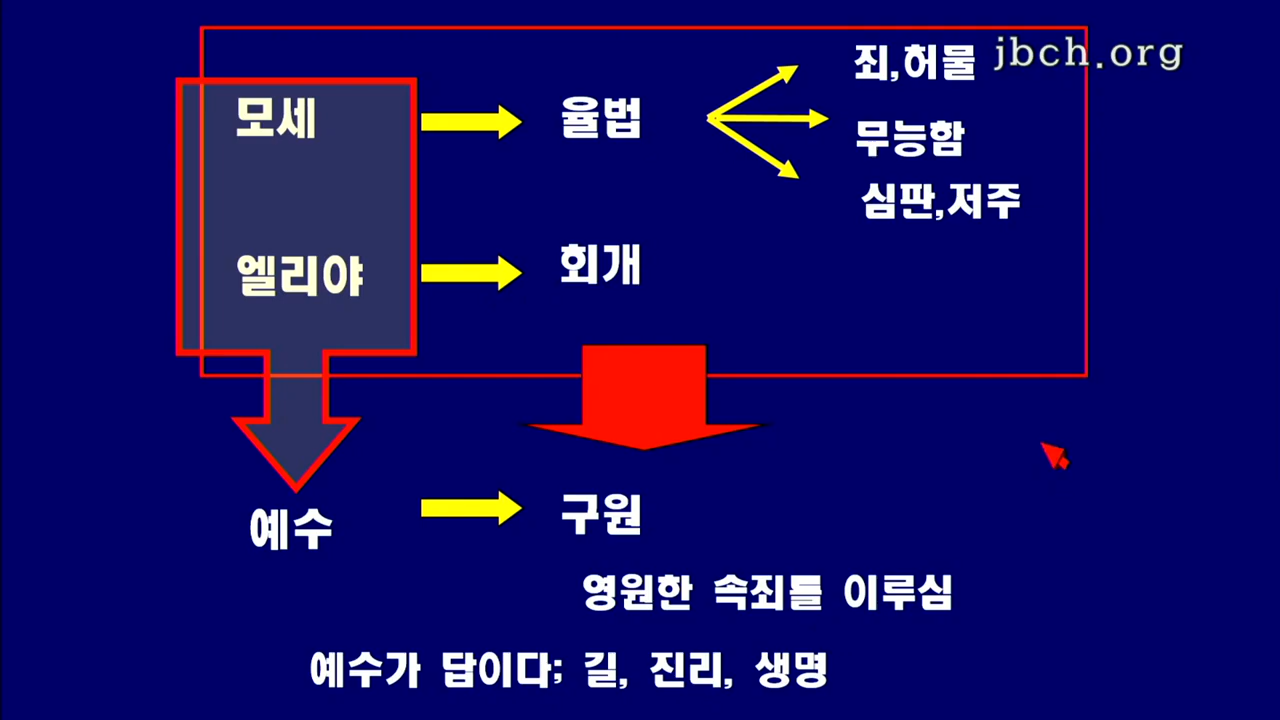 jbch.org
죄,허물
모세 율법
무능함
심판,저주
엘리야 회개
예수 구원
영원한 속죄를 이루심
예수가 답이다; 길, 진리, 생명